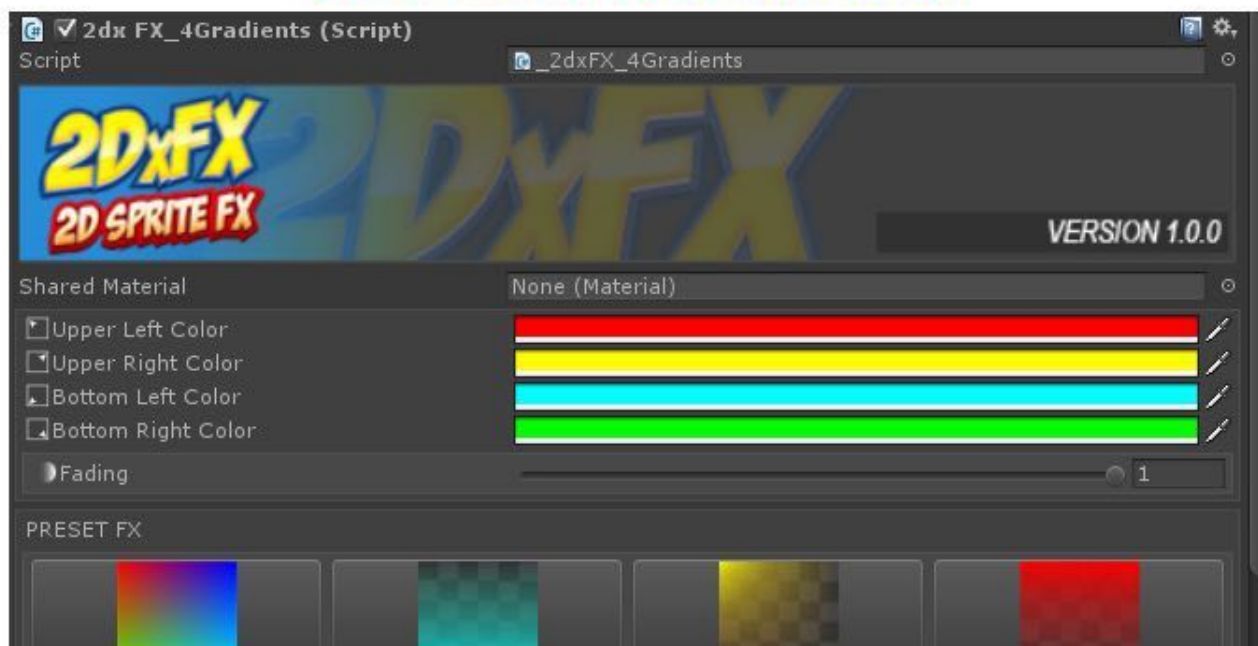 2dx FX_4Gradients (Script)
Script _2dxFX_4Gradients
2DxFX
2D SPRITE FX
2DxFX
VERSION 1.0.0
Shared Material None (Material)
Upper Left Color
Upper Right Color
Bottom Left Color
Bottom Right Color
Fading 1
PRESET FX